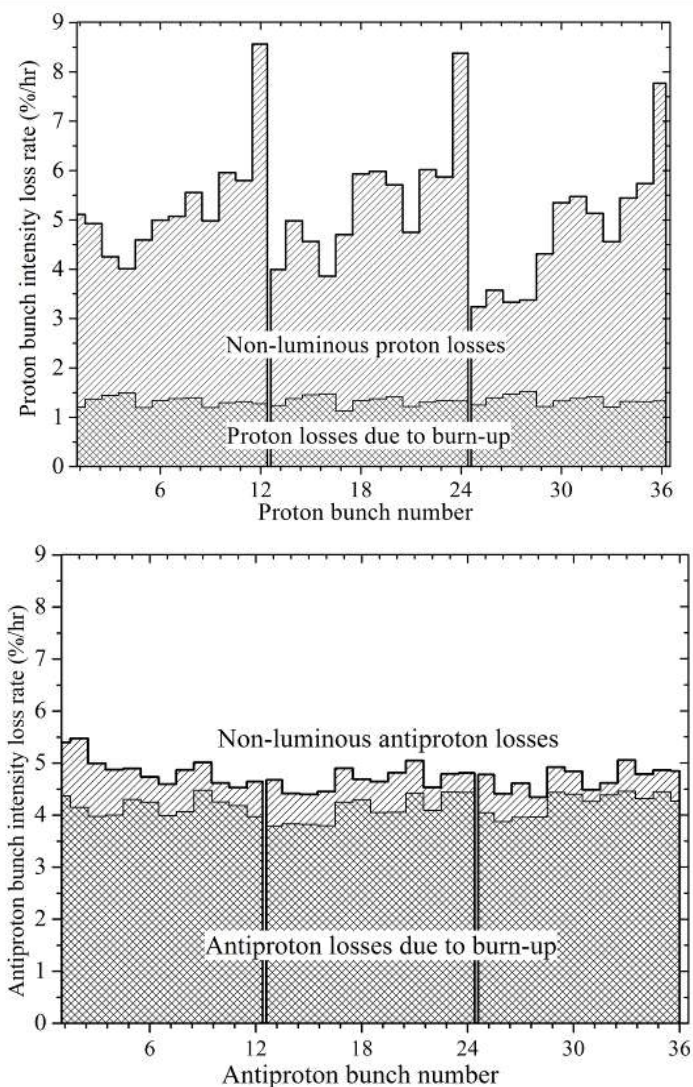 Proton bunch intensity loss rate (%/hr)
9
8
7
6
5
4
3
2
1
0
Non-luminous proton losses
Proton losses due to burn-up
6 12 18 24 30 36
Proton bunch number
Antiproton bunch intensity loss rate (%/hr)
9
8
7
6
5
4
3
2
1
0
Non-luminous antiproton losses
Antiproton losses due to burn-up
6 12 18 24 30 36
Antiproton bunch number